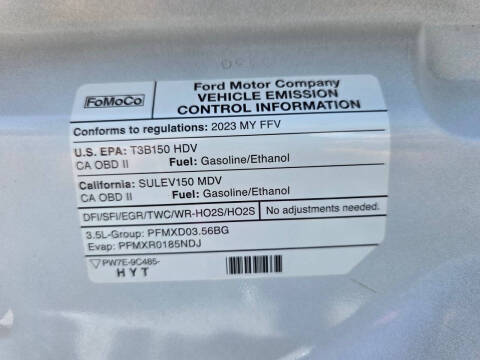 FoMoCo
Ford Motor Company
VEHICLE EMISSION
CONTROL INFORMATION
Conforms to regulations: 2023 MY FFV
U.S. EPA: T3B150 HDV
CA OBD II Fuel: Gasoline/Ethanol
California: SULEV150 MDV
CA OBD II Fuel: Gasoline/Ethanol
DFI/SFI/EGR/TWC/WR-HO2S/HO2S No adjustments needed.
3.5L-Group: PFMXD03.56BG
Evap: PFMXR0185NDJ
PW7E-9C485-
HYT